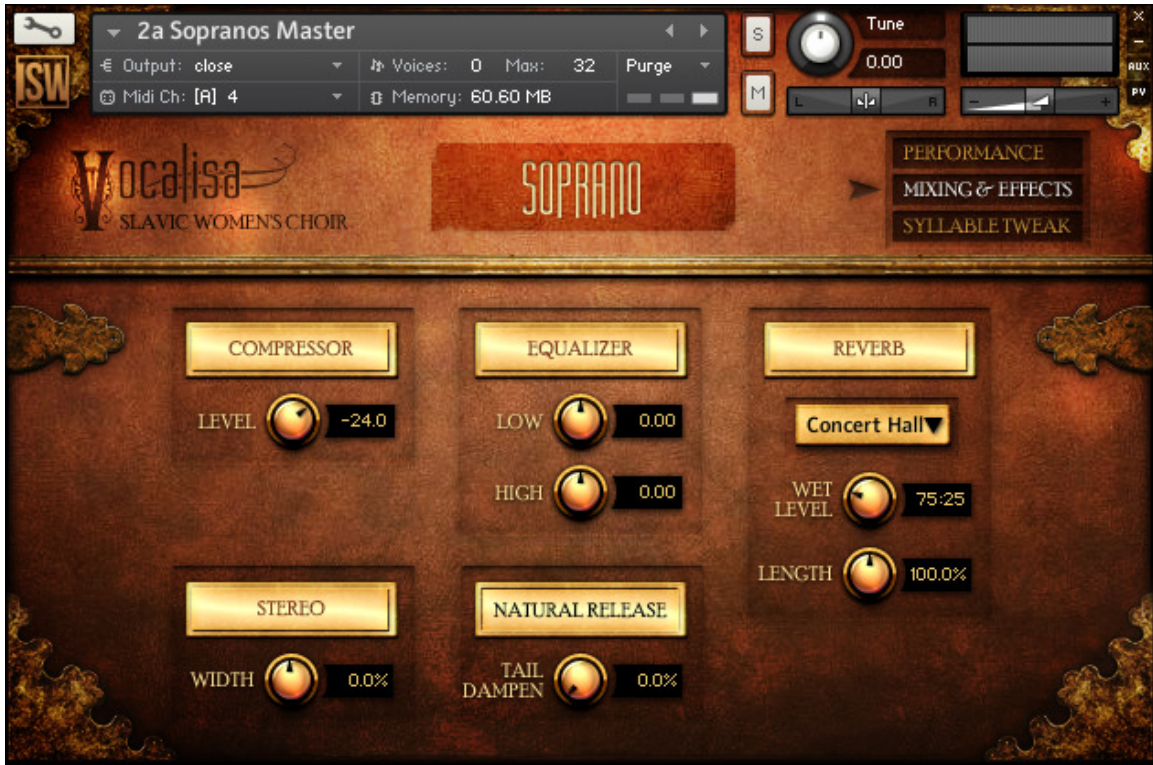 2a Sopranos Master
Output: close
Voices: 0 Max: 32
Purge
Midi Ch: [A] 4
Memory: 60.60 MB
S
M
Tune
0.00
L R
- +
×
-
AUX
PV
ISW
Vocalisa
SLAVIC WOMEN'S CHOIR
SOPRANO
PERFORMANCE
MIXING & EFFECTS
SYLLABLE TWEAK
COMPRESSOR
LEVEL -24.0
EQUALIZER
LOW 0.00
HIGH 0.00
REVERB
Concert Hall
WET
LEVEL 75:25
LENGTH 100.0%
STEREO
WIDTH 0.0%
NATURAL RELEASE
TAIL
DAMPEN 0.0%